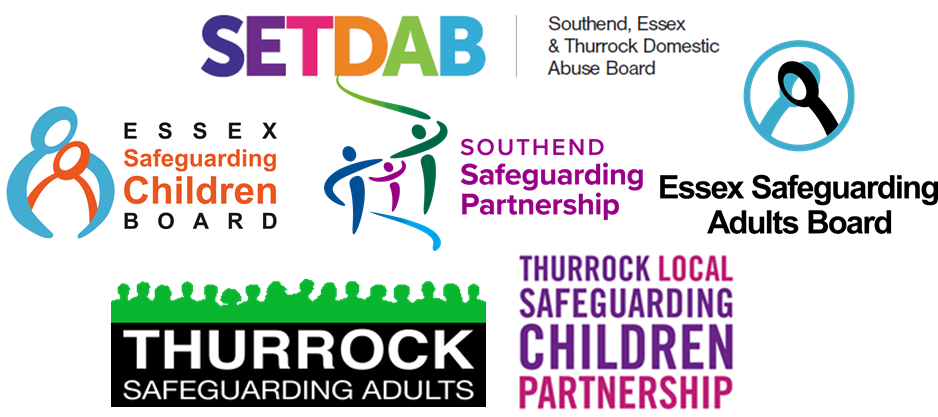 SETDAB
Southend, Essex
& Thurrock Domestic
Abuse Board
ESSEX
Safeguarding
Children
BOARD
SOUTHEND
Safeguarding
Partnership
Essex Safeguarding
Adults Board
THURROCK
SAFEGUARDING ADULTS
THURROCK LOCAL
SAFEGUARDING
CHILDREN
PARTNERSHIP